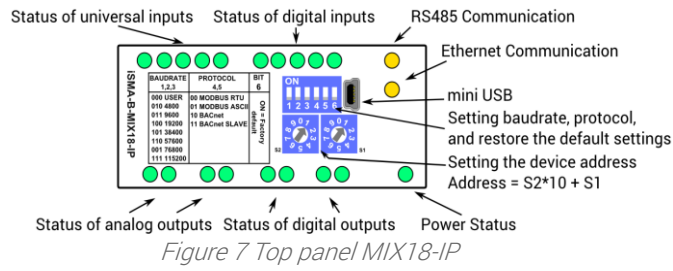 Status of universal inputs
Status of digital inputs
RS485 Communication
Ethernet Communication
mini USB
Setting baudrate, protocol,
and restore the default settings
Setting the device address
Address = S2*10 + S1
iSMA-B-MIX18-IP
BAUDRATE
1,2,3
PROTOCOL
4,5
BIT
6
000 USER
010 4800
011 9600
100 19200
101 38400
110 57600
001 76800
111 115200
00 MODBUS RTU
01 MODBUS ASCII
10 BACnet
11 BACnet SLAVE
ON = Factory
default
ON
1 2 3 4 5 6
S2
S1
Status of analog outputs
Status of digital outputs
Power Status
Figure 7 Top panel MIX18-IP